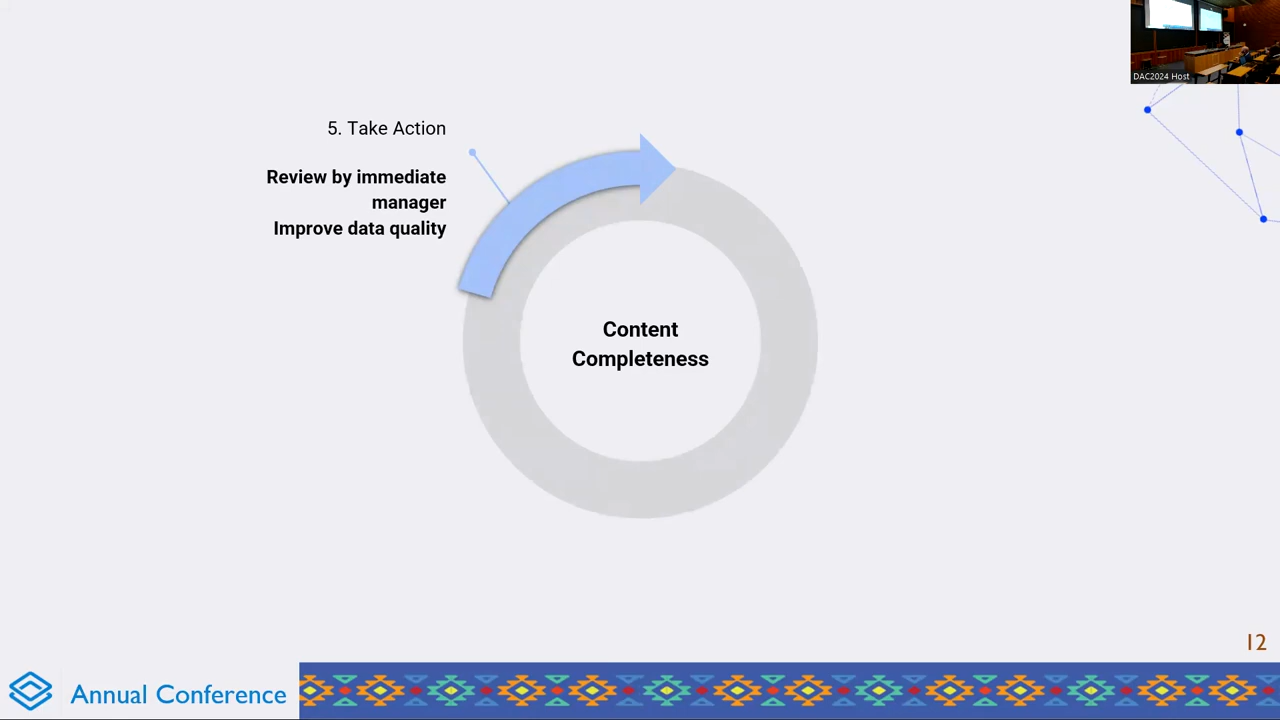 DAC2024 Host
5. Take Action
Review by immediate
manager
Improve data quality
Content
Completeness
12
Annual Conference